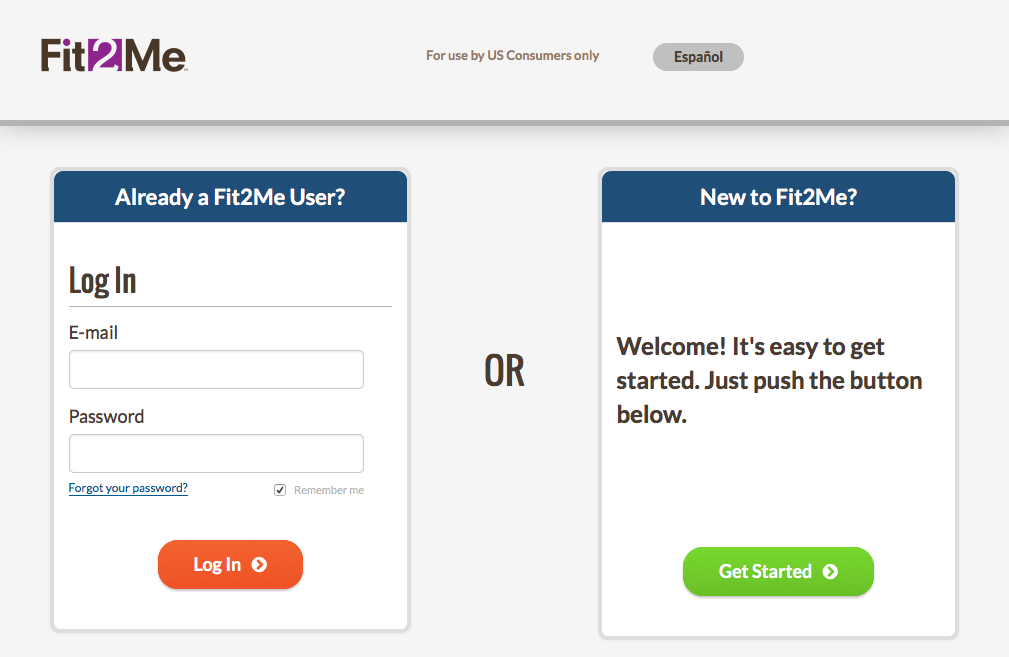 Fit2Me
For use by US Consumers only
Español
Already a Fit2Me User?
Log In
E-mail
Password
Forgot your password?
Remember me
Log In
OR
New to Fit2Me?
Welcome! It's easy to get
started. Just push the button
below.
Get Started